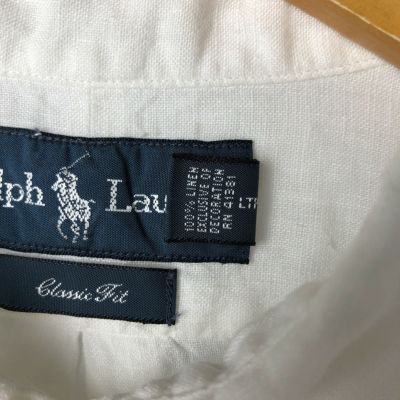 lph Lau LT
Classic Fit
100% LINEN
EXCLUSIVE OF
DECORATION
RN 41381